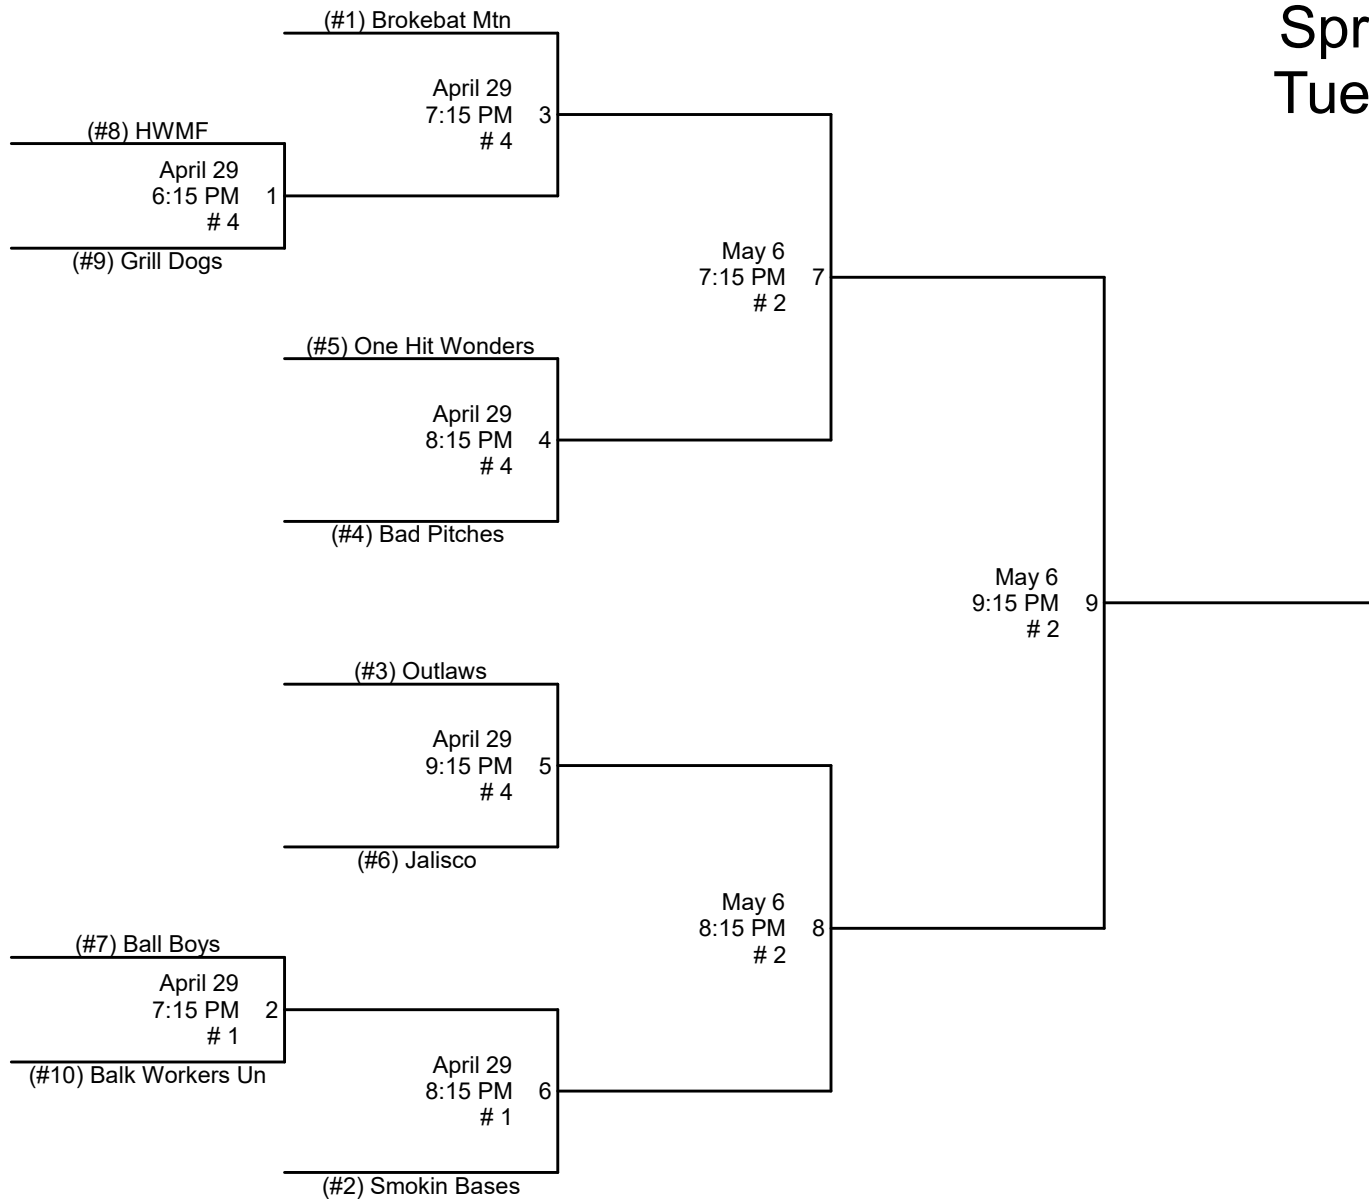 Spr
Tue
(#1) Brokebat Mtn
April 29
7:15 PM 3
# 4
(#8) HWMF
April 29
6:15 PM 1
# 4
(#9) Grill Dogs
May 6
7:15 PM 7
# 2
(#5) One Hit Wonders
April 29
8:15 PM 4
# 4
(#4) Bad Pitches
May 6
9:15 PM 9
# 2
(#3) Outlaws
April 29
9:15 PM 5
# 4
(#6) Jalisco
May 6
8:15 PM 8
# 2
(#7) Ball Boys
April 29
7:15 PM 2
# 1
(#10) Balk Workers Un
April 29
8:15 PM 6
# 1
(#2) Smokin Bases